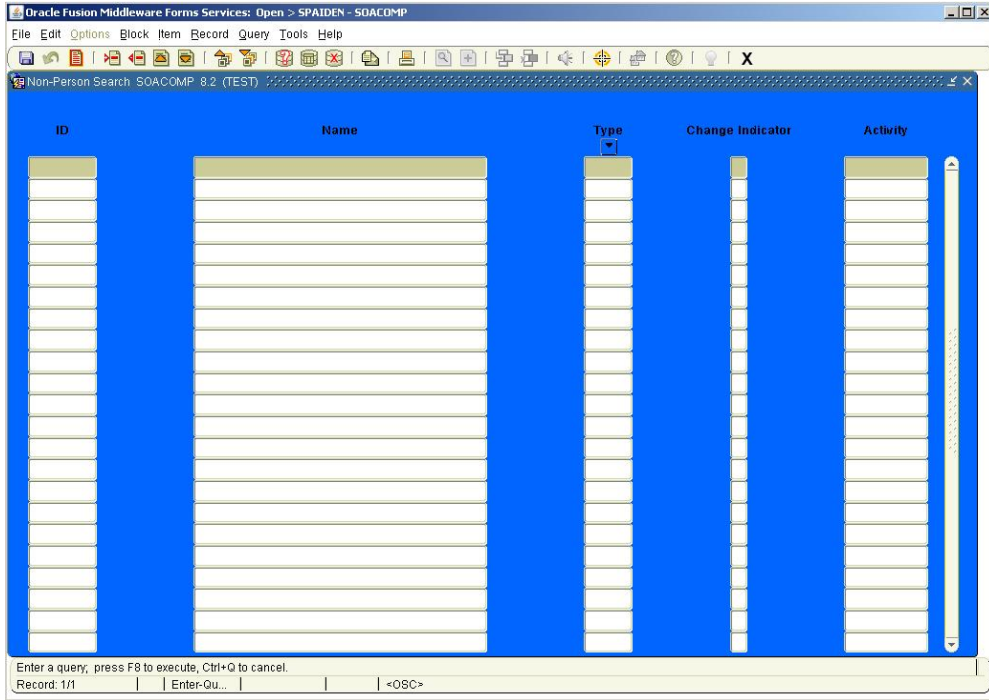 Oracle Fusion Middleware Forms Services: Open > SPAIDEN - SOACOMP
File Edit Options Block Item Record Query Tools Help
X
Non-Person Search SOACOMP 8.2 (TEST)
ID Name Type Change Indicator Activity
Enter a query; press F8 to execute, Ctrl+Q to cancel.
Record: 1/1 Enter-Qu... <OSC>